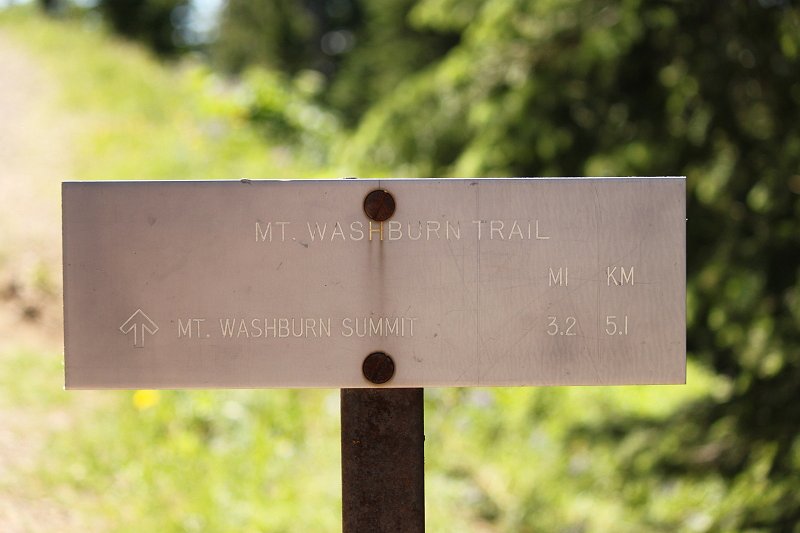 MT. WASHBURN TRAIL
MI KM
MT. WASHBURN SUMMIT 3.2 5.1